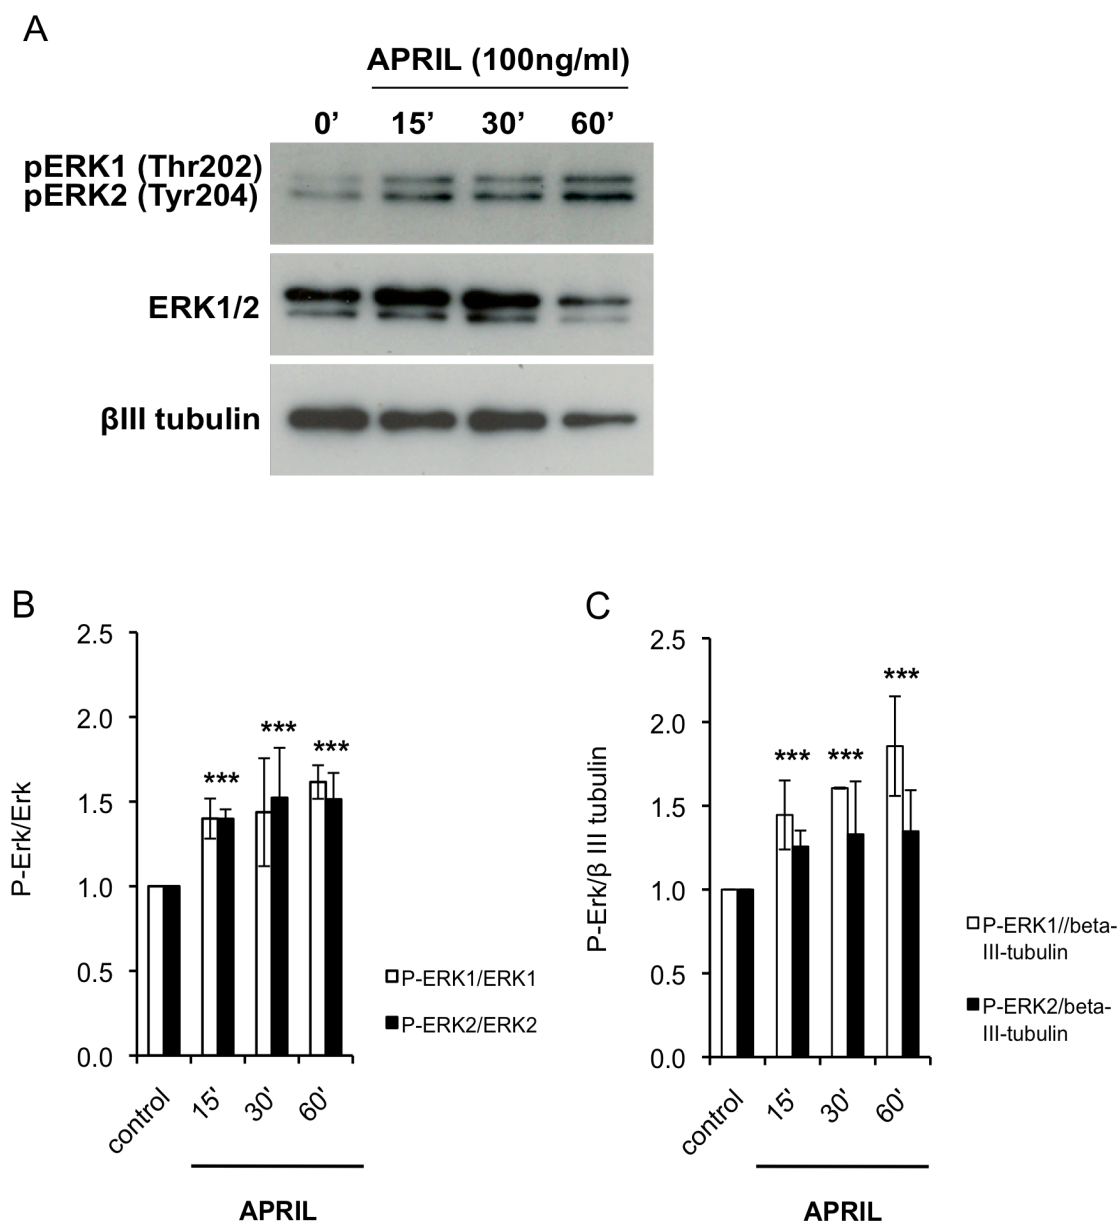 A
APRIL (100ng/ml)
0’ 15’ 30’ 60’
pERK1 (Thr202)
pERK2 (Tyr204)
ERK1/2
βIII tubulin
B
P-Erk/Erk
2.5
2.0
1.5
1.0
0.5
0.0
***
***
***
control 15' 30' 60'
APRIL
P-ERK1/ERK1
P-ERK2/ERK2
C
P-Erk/β III tubulin
2.5
2.0
1.5
1.0
0.5
0.0
***
***
***
control 15' 30' 60'
APRIL
P-ERK1//beta-
III-tubulin
P-ERK2/beta-
III-tubulin